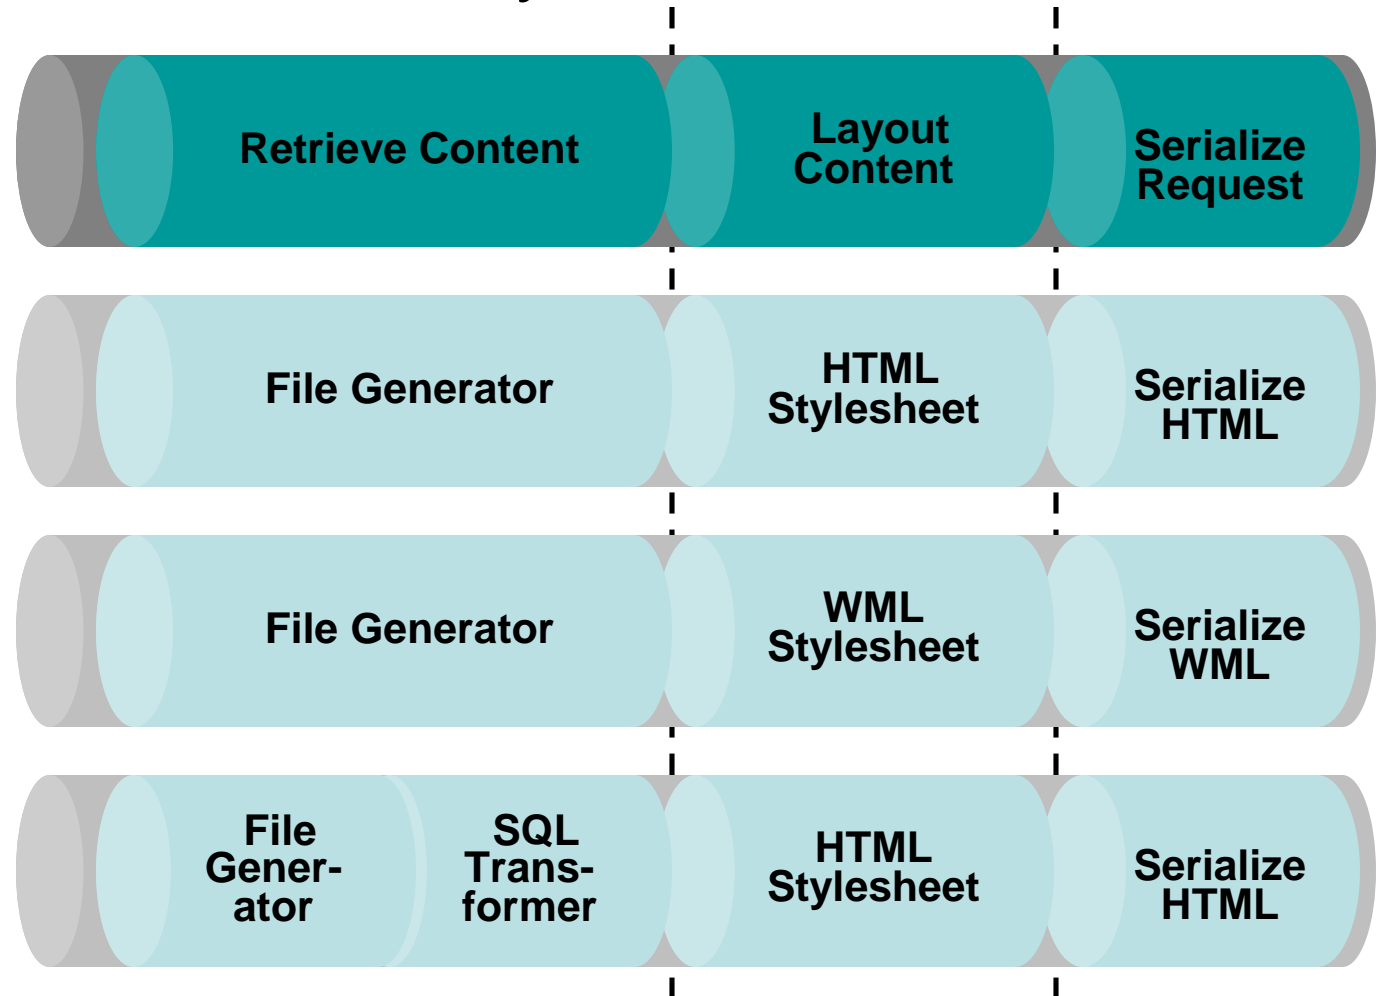 Retrieve Content
Layout
Content
Serialize
Request
File Generator
HTML
Stylesheet
Serialize
HTML
File Generator
WML
Stylesheet
Serialize
WML
File
Gener-
ator
SQL
Trans-
former
HTML
Stylesheet
Serialize
HTML